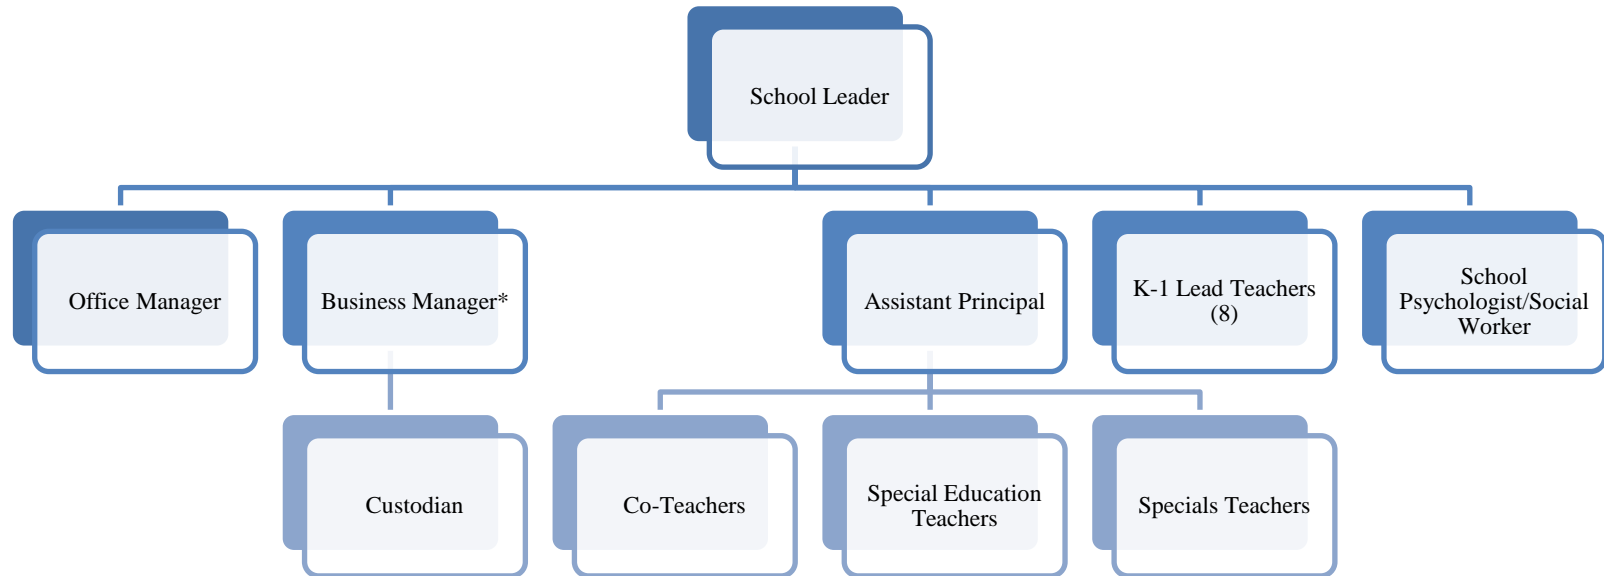 School Leader
Office Manager
Business Manager*
Assistant Principal
K-1 Lead Teachers
(8)
School
Psychologist/Social
Worker
Custodian
Co-Teachers
Special Education
Teachers
Specials Teachers